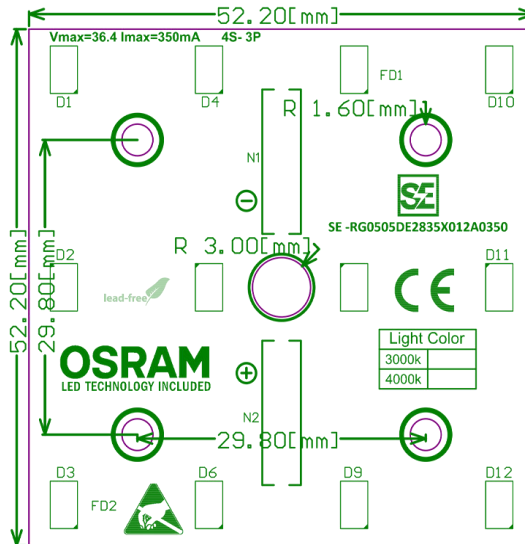 52.20[mm]
Vmax=36.4 Imax=350mA 4S- 3P
D1
D4
FD1
D10
R 1.60[mm]
N1
SE
SE -RG0505DE2835X012A0350
R 3.00[mm]
D2
D11
52.20[mm]
29.80[mm]
lead-free
CE
OSRAM
LED TECHNOLOGY INCLUDED
Light Color
3000k
4000k
N2
29.80[mm]
D3
FD2
D6
D9
D12